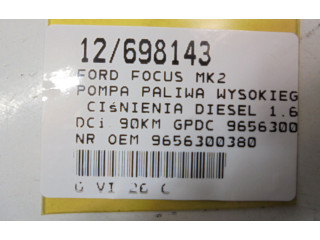 12/698143
FORD FOCUS MK2
POMPA PALIWA WYSOKIEG
CIśNIENIA DIESEL 1.6
DCi 90KM GPDC 9656300
NR OEM 9656300380